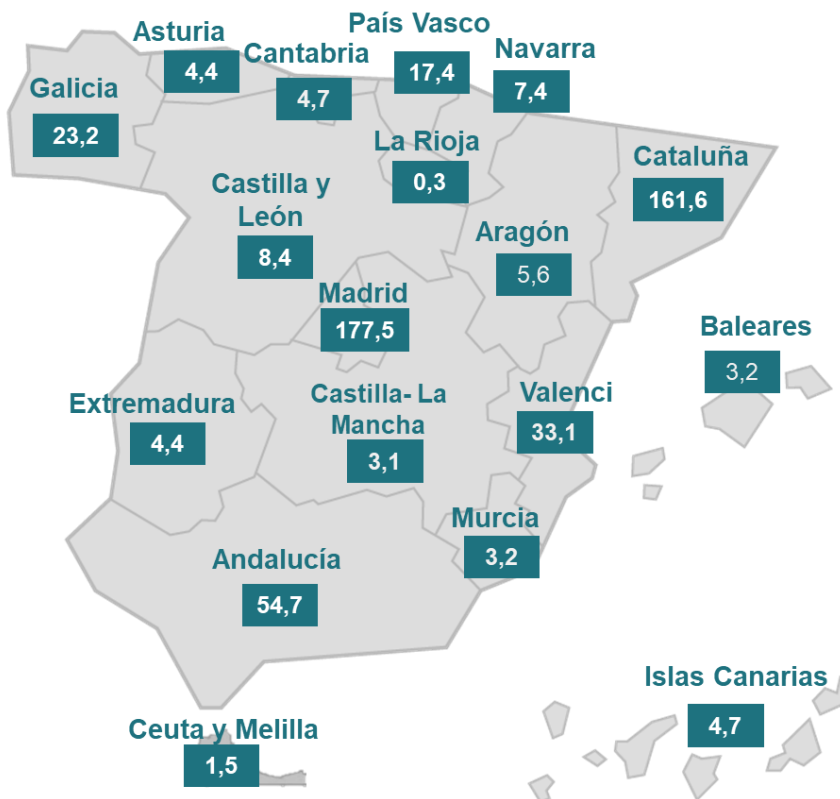 Asturia
4,4
País Vasco
17,4
Cantabria
4,7
Navarra
7,4
Galicia
23,2
La Rioja
0,3
Cataluña
161,6
Castilla y
León
8,4
Aragón
5,6
Madrid
177,5
Baleares
3,2
Extremadura
4,4
Castilla- La
Mancha
3,1
Valenci
33,1
Murcia
3,2
Andalucía
54,7
Islas Canarias
4,7
Ceuta y Melilla
1,5